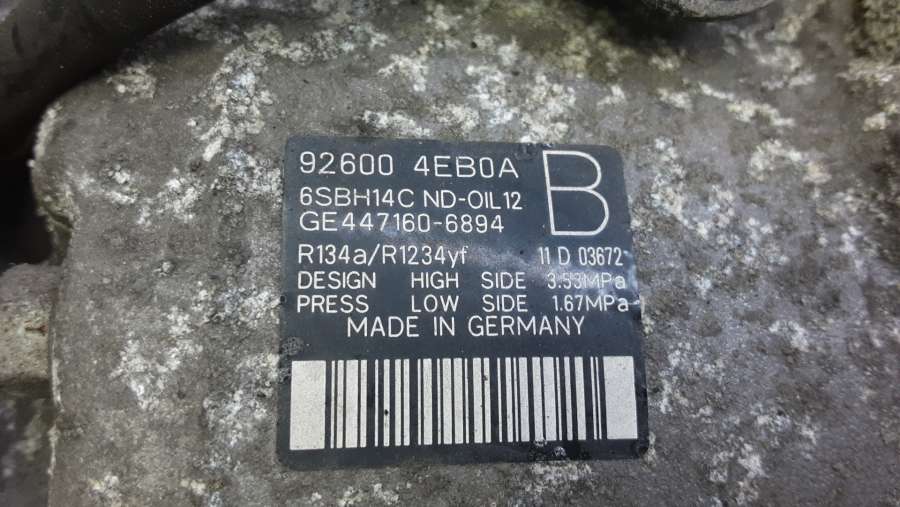 92600 4EB0A
B
6SBH14C ND-OIL12
GE447160-6894
R134a/R1234yf 11 D 03672
DESIGN HIGH SIDE 3.53MPa
PRESS LOW SIDE 1.67MPa
MADE IN GERMANY